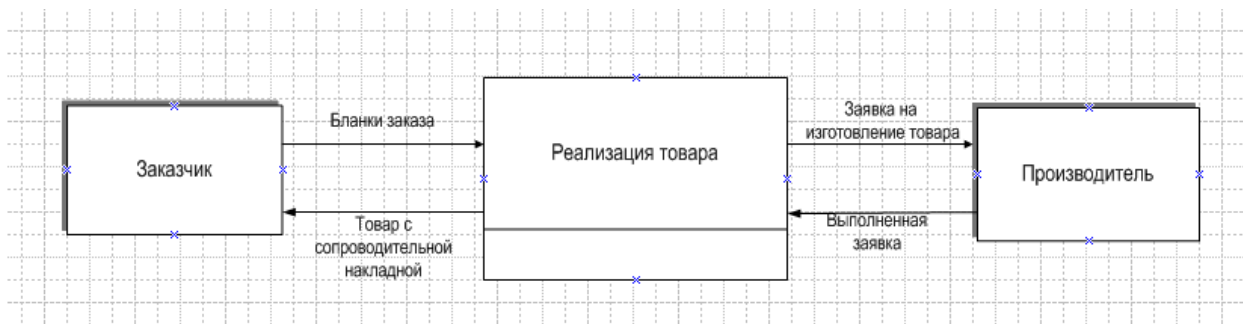 Заказчик
Бланки заказа
Товар с
сопроводительной
накладной
Реализация товара
Заявка на
изготовление товара
Выполненная
заявка
Производитель